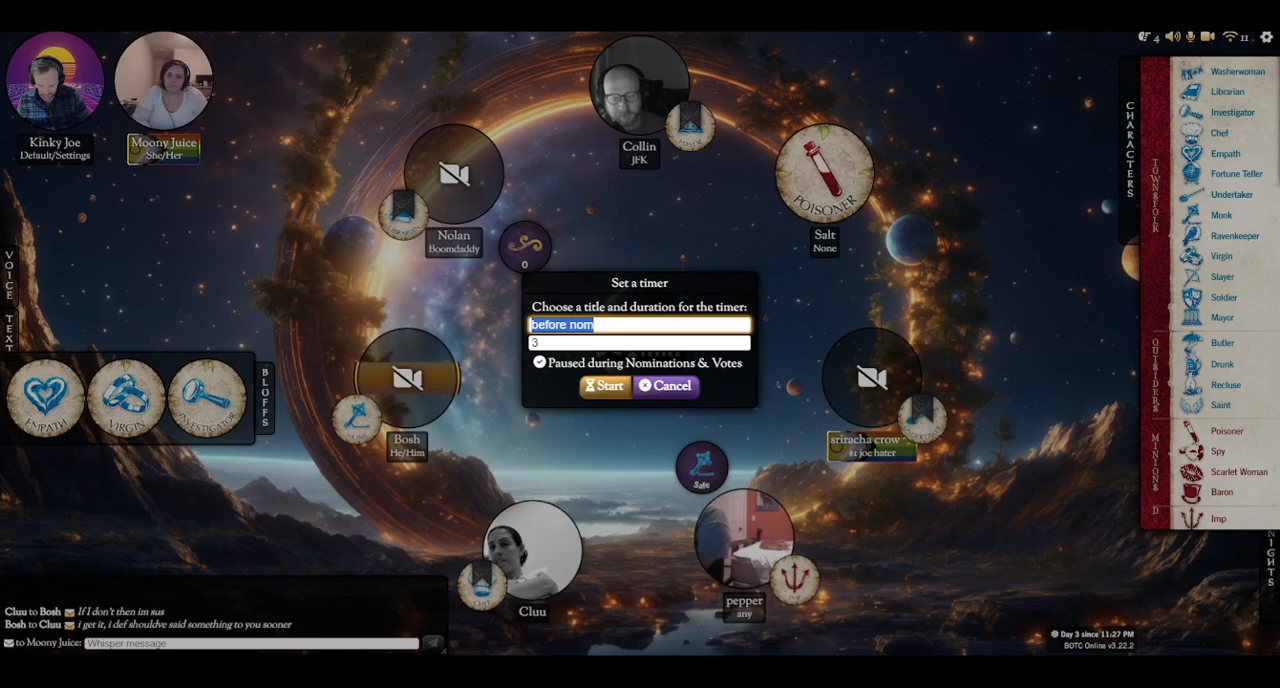 4
II
Kinky Joe
Default/Settings
Moony Juice
She/Her
Collin
JFK
Nolan
Boomdaddy
0
POISONER
Salt
None
CHARACTERS
TOWNSFOLK
Washerwoman
Librarian
Investigator
Chef
Empath
Fortune Teller
Undertaker
Monk
Ravenkeeper
Virgin
Slayer
Soldier
Mayor
OUTSIDERS
Butler
Drunk
Recluse
Saint
MINIONS
Poisoner
Spy
Scarlet Woman
Baron
D
Imp
NIGHTS
VOICE
TEXT
Set a timer
Choose a title and duration for the timer:
before nom
3
Paused during Nominations & Votes
Start
Cancel
EMPATH
VIRGIN
INVESTIGATOR
BLUFFS
Bosh
He/Him
sriracha crow
#1 joe hater
Safe
Cluu
pepper
any
Cluu to Bosh If I don't then im sus
Bosh to Cluu i get it, i def shouldve said something to you sooner
to Moony Juice: Whisper message
Day 3 since 11:27 PM
BOTC Online v3.22.2